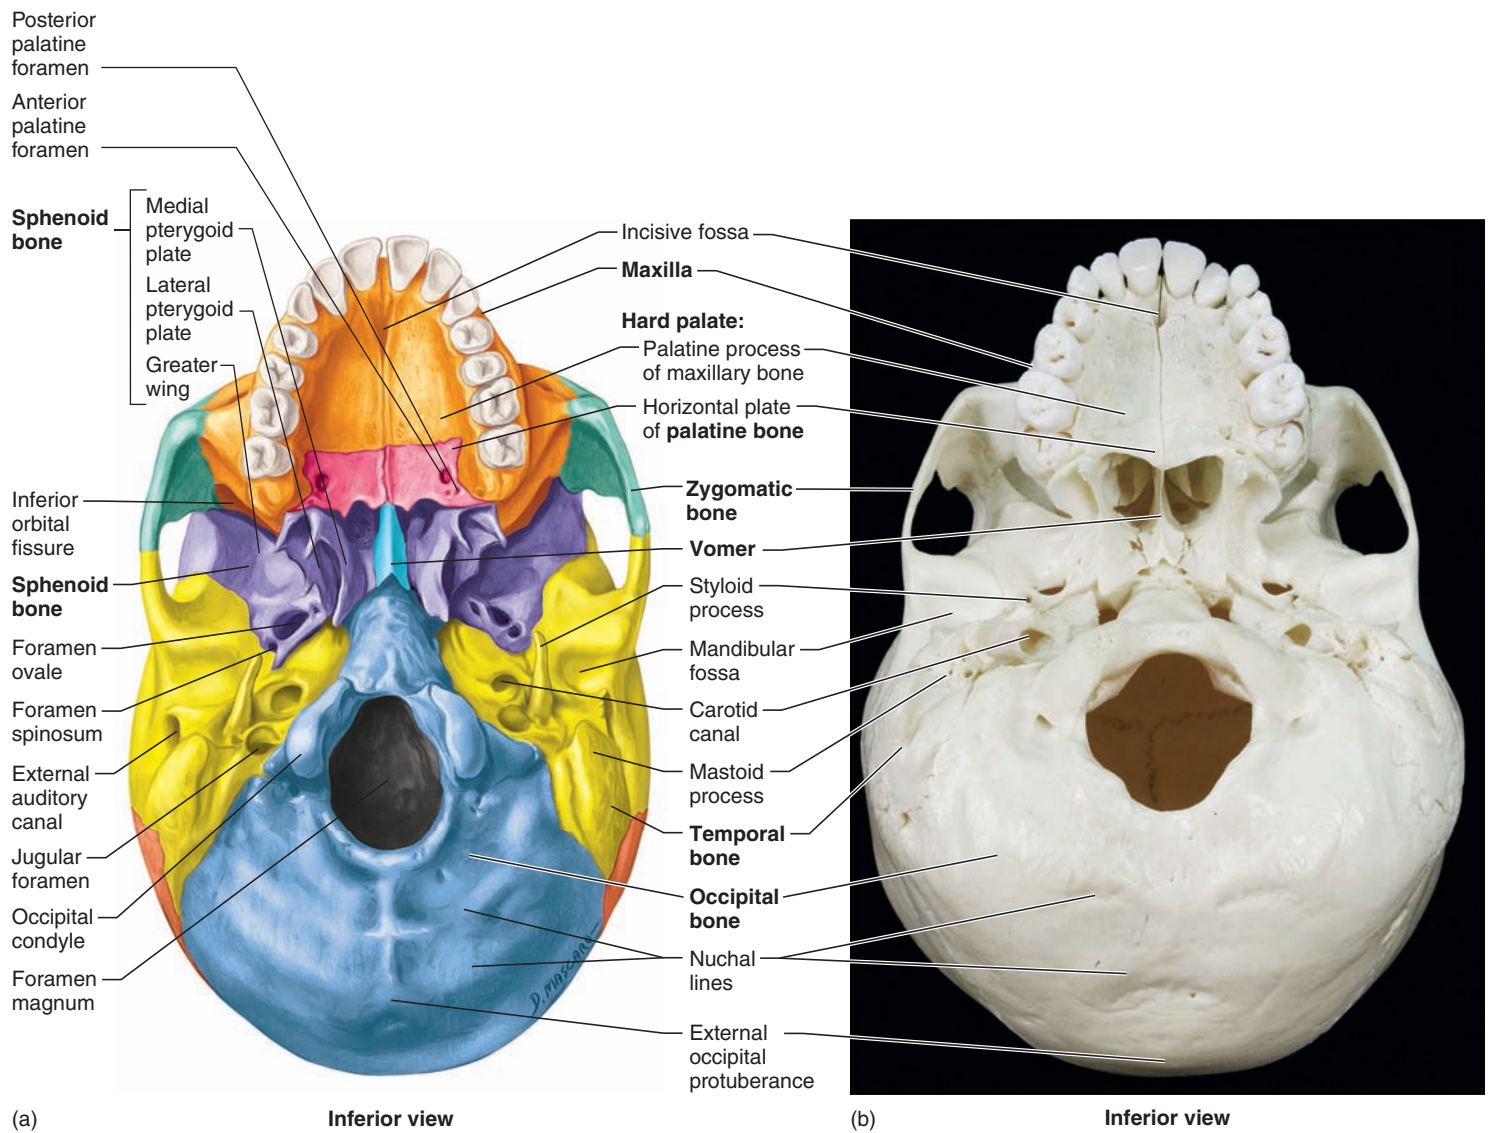 Posterior
palatine
foramen
Anterior
palatine
foramen
Sphenoid
bone
Medial
pterygoid
plate
Lateral
pterygoid
plate
Greater
wing
Inferior
orbital
fissure
Sphenoid
bone
Foramen
ovale
Foramen
spinosum
External
auditory
canal
Jugular
foramen
Occipital
condyle
Foramen
magnum
Incisive fossa
Maxilla
Hard palate:
Palatine process
of maxillary bone
Horizontal plate
of palatine bone
Zygomatic
bone
Vomer
Styloid
process
Mandibular
fossa
Carotid
canal
Mastoid
process
Temporal
bone
Occipital
bone
Nuchal
lines
External
occipital
protuberance
D. MASCARO
(a)
Inferior view
(b)
Inferior view